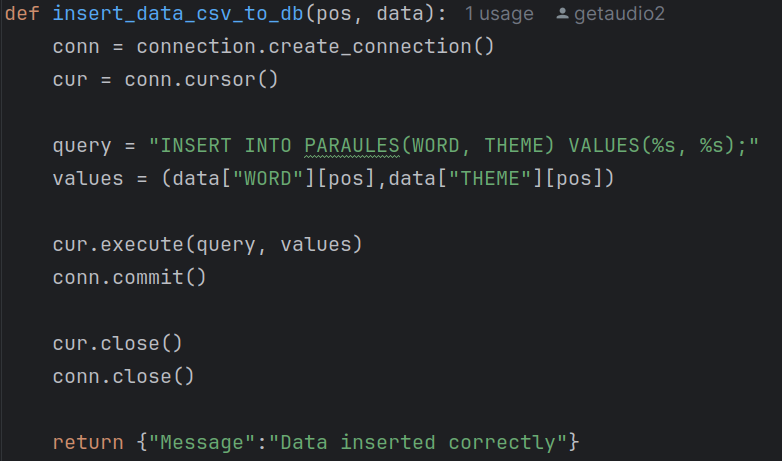 def insert_data_csv_to_db(pos, data): 1 usage getaudio2
conn = connection.create_connection()
cur = conn.cursor()
query = "INSERT INTO PARAULES(WORD, THEME) VALUES(%s, %s);"
values = (data["WORD"][pos],data["THEME"][pos])
cur.execute(query, values)
conn.commit()
cur.close()
conn.close()
return {"Message":"Data inserted correctly"}